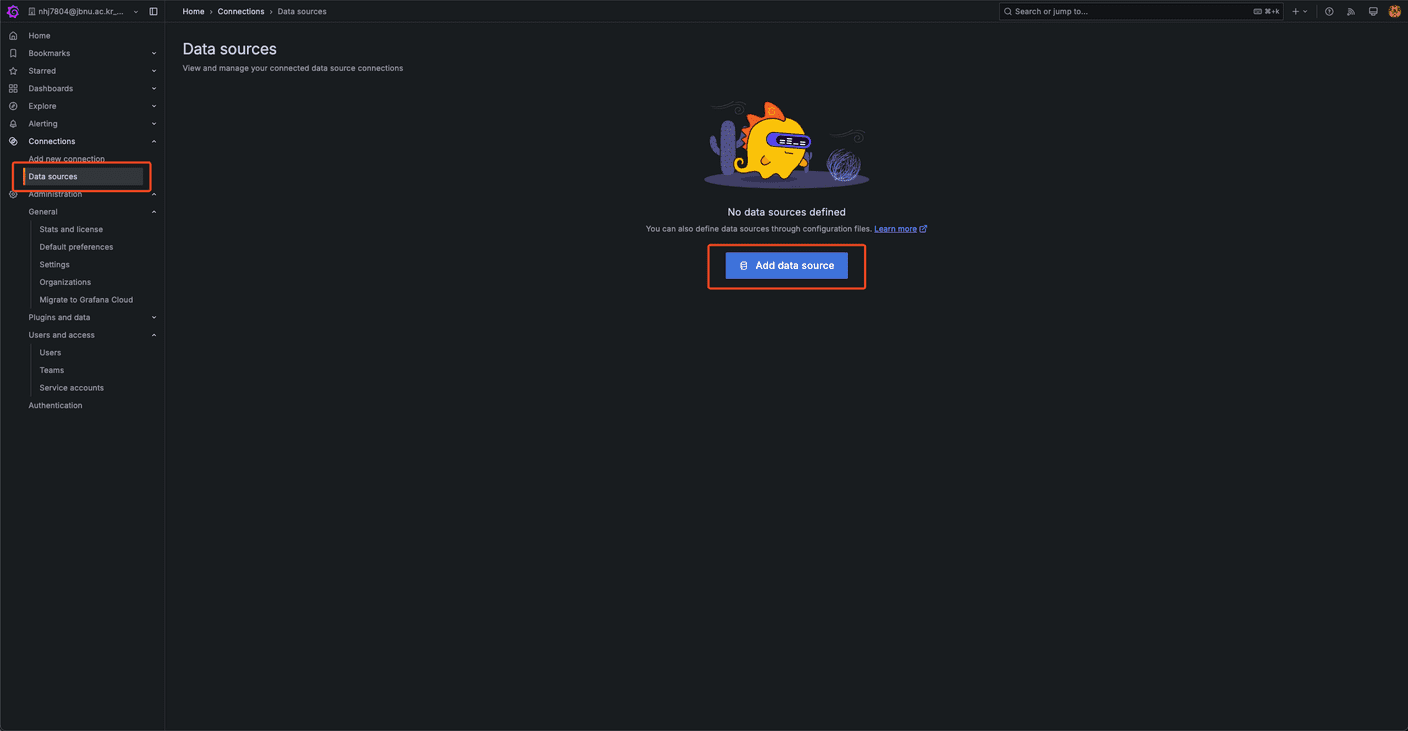 nhj7804@jbnu.ac.kr_...
Home › Connections › Data sources
Search or jump to...
⌘+k
Home
Bookmarks
Starred
Dashboards
Explore
Alerting
Connections
Add new connection
Data sources
Administration
General
Stats and license
Default preferences
Settings
Organizations
Migrate to Grafana Cloud
Plugins and data
Users and access
Users
Teams
Service accounts
Authentication
Data sources
View and manage your connected data source connections
No data sources defined
You can also define data sources through configuration files. Learn more
Add data source